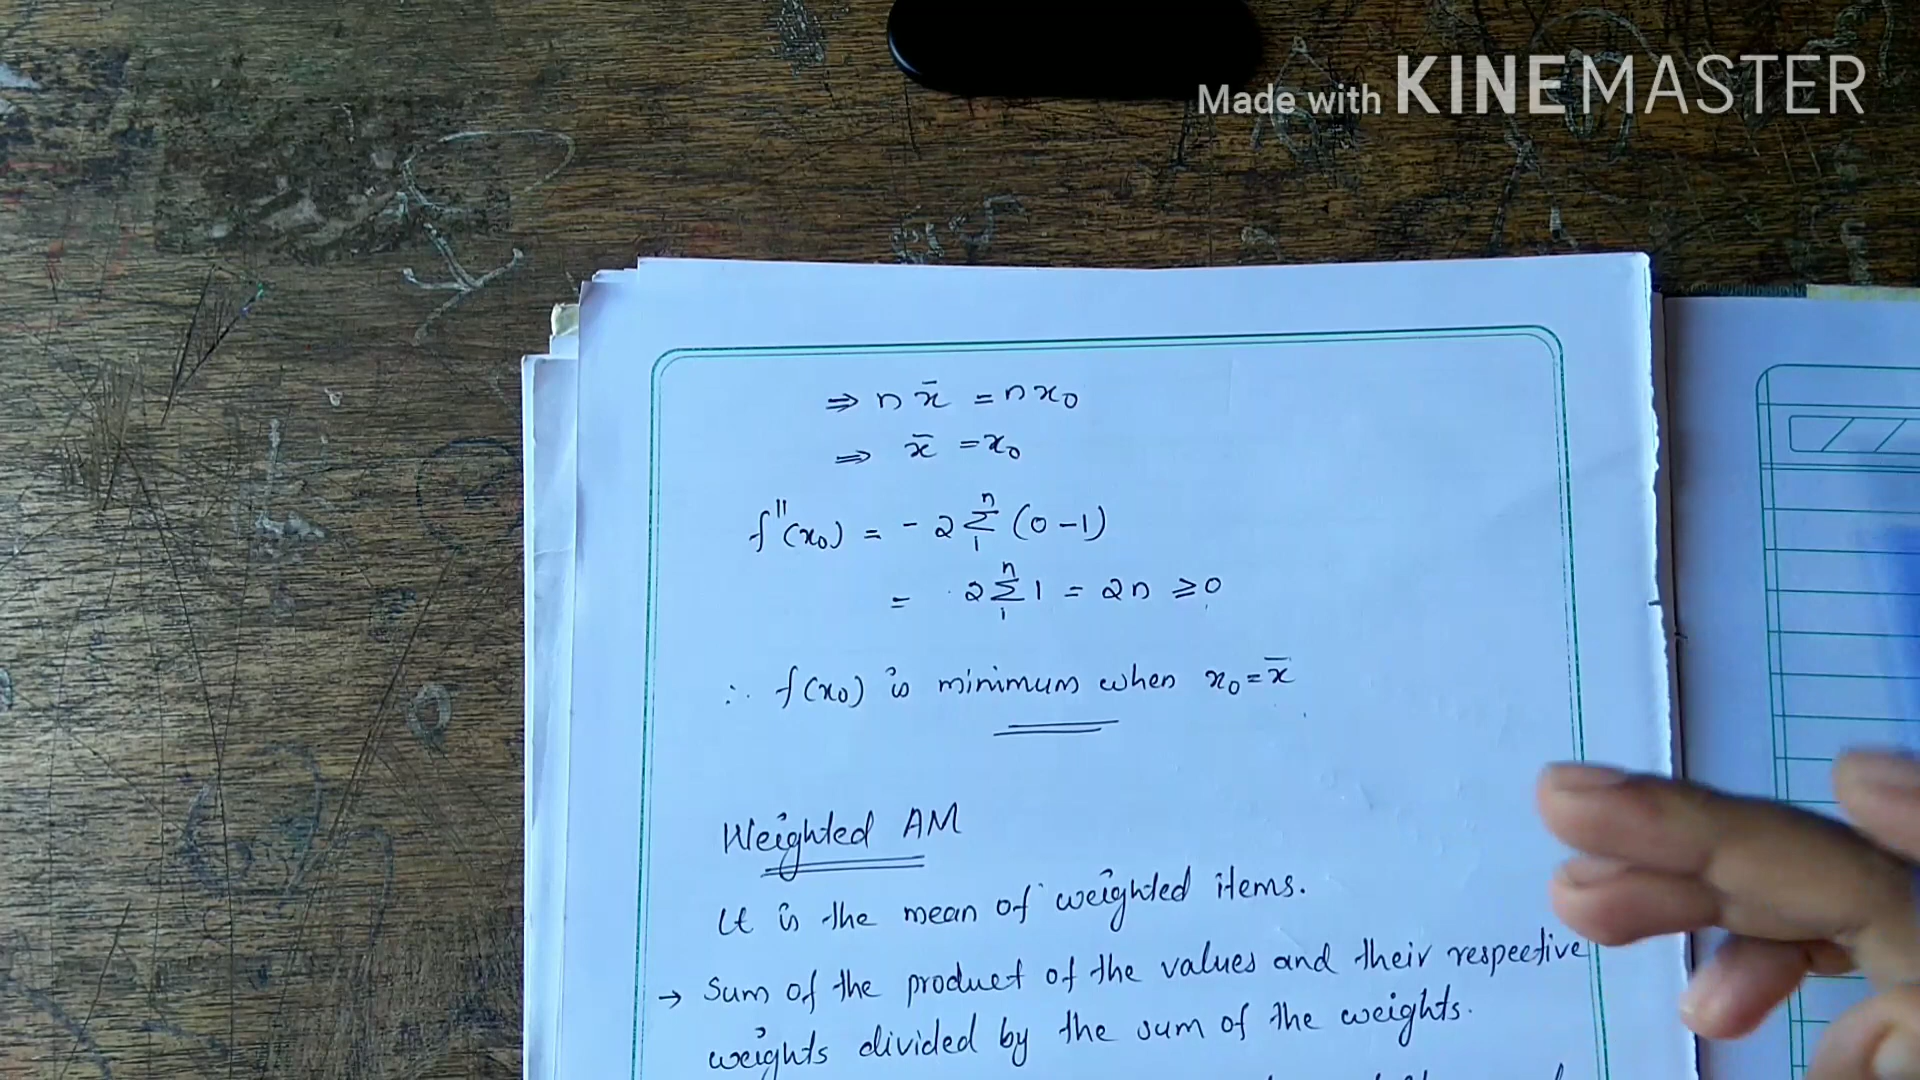 Made with KINEMASTER
⇒ n x̄ = n x₀
⇒ x̄ = x₀
f''(x₀) = - 2 Σ₁ⁿ (0 - 1)
= 2 Σ₁ⁿ 1 = 2n ≥ 0
∴ f(x₀) is minimum when x₀ = x̄
Weighted AM
It is the mean of weighted items.
→ Sum of the product of the values and their respective
weights divided by the sum of the weights.